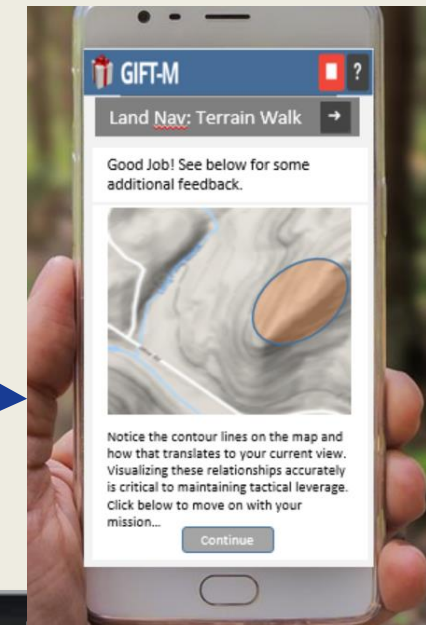 GIFT-M
?
Land Nav: Terrain Walk
Good Job! See below for some
additional feedback.
Notice the contour lines on the map and
how that translates to your current view.
Visualizing these relationships accurately
is critical to maintaining tactical leverage.
Click below to move on with your
mission...
Continue